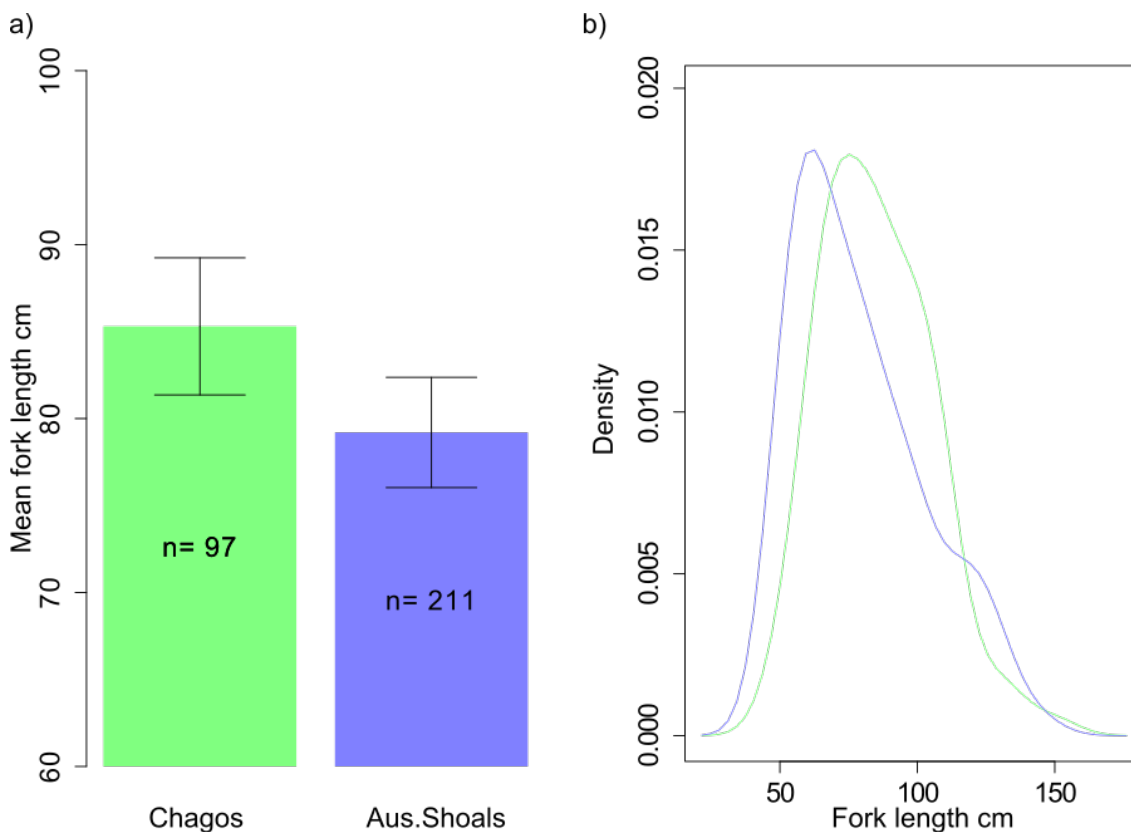 a)
Mean fork length cm
100
90
80
70
60
n= 97
n= 211
Chagos
Aus.Shoals
b)
Density
0.020
0.015
0.010
0.005
0.000
50
100
150
Fork length cm